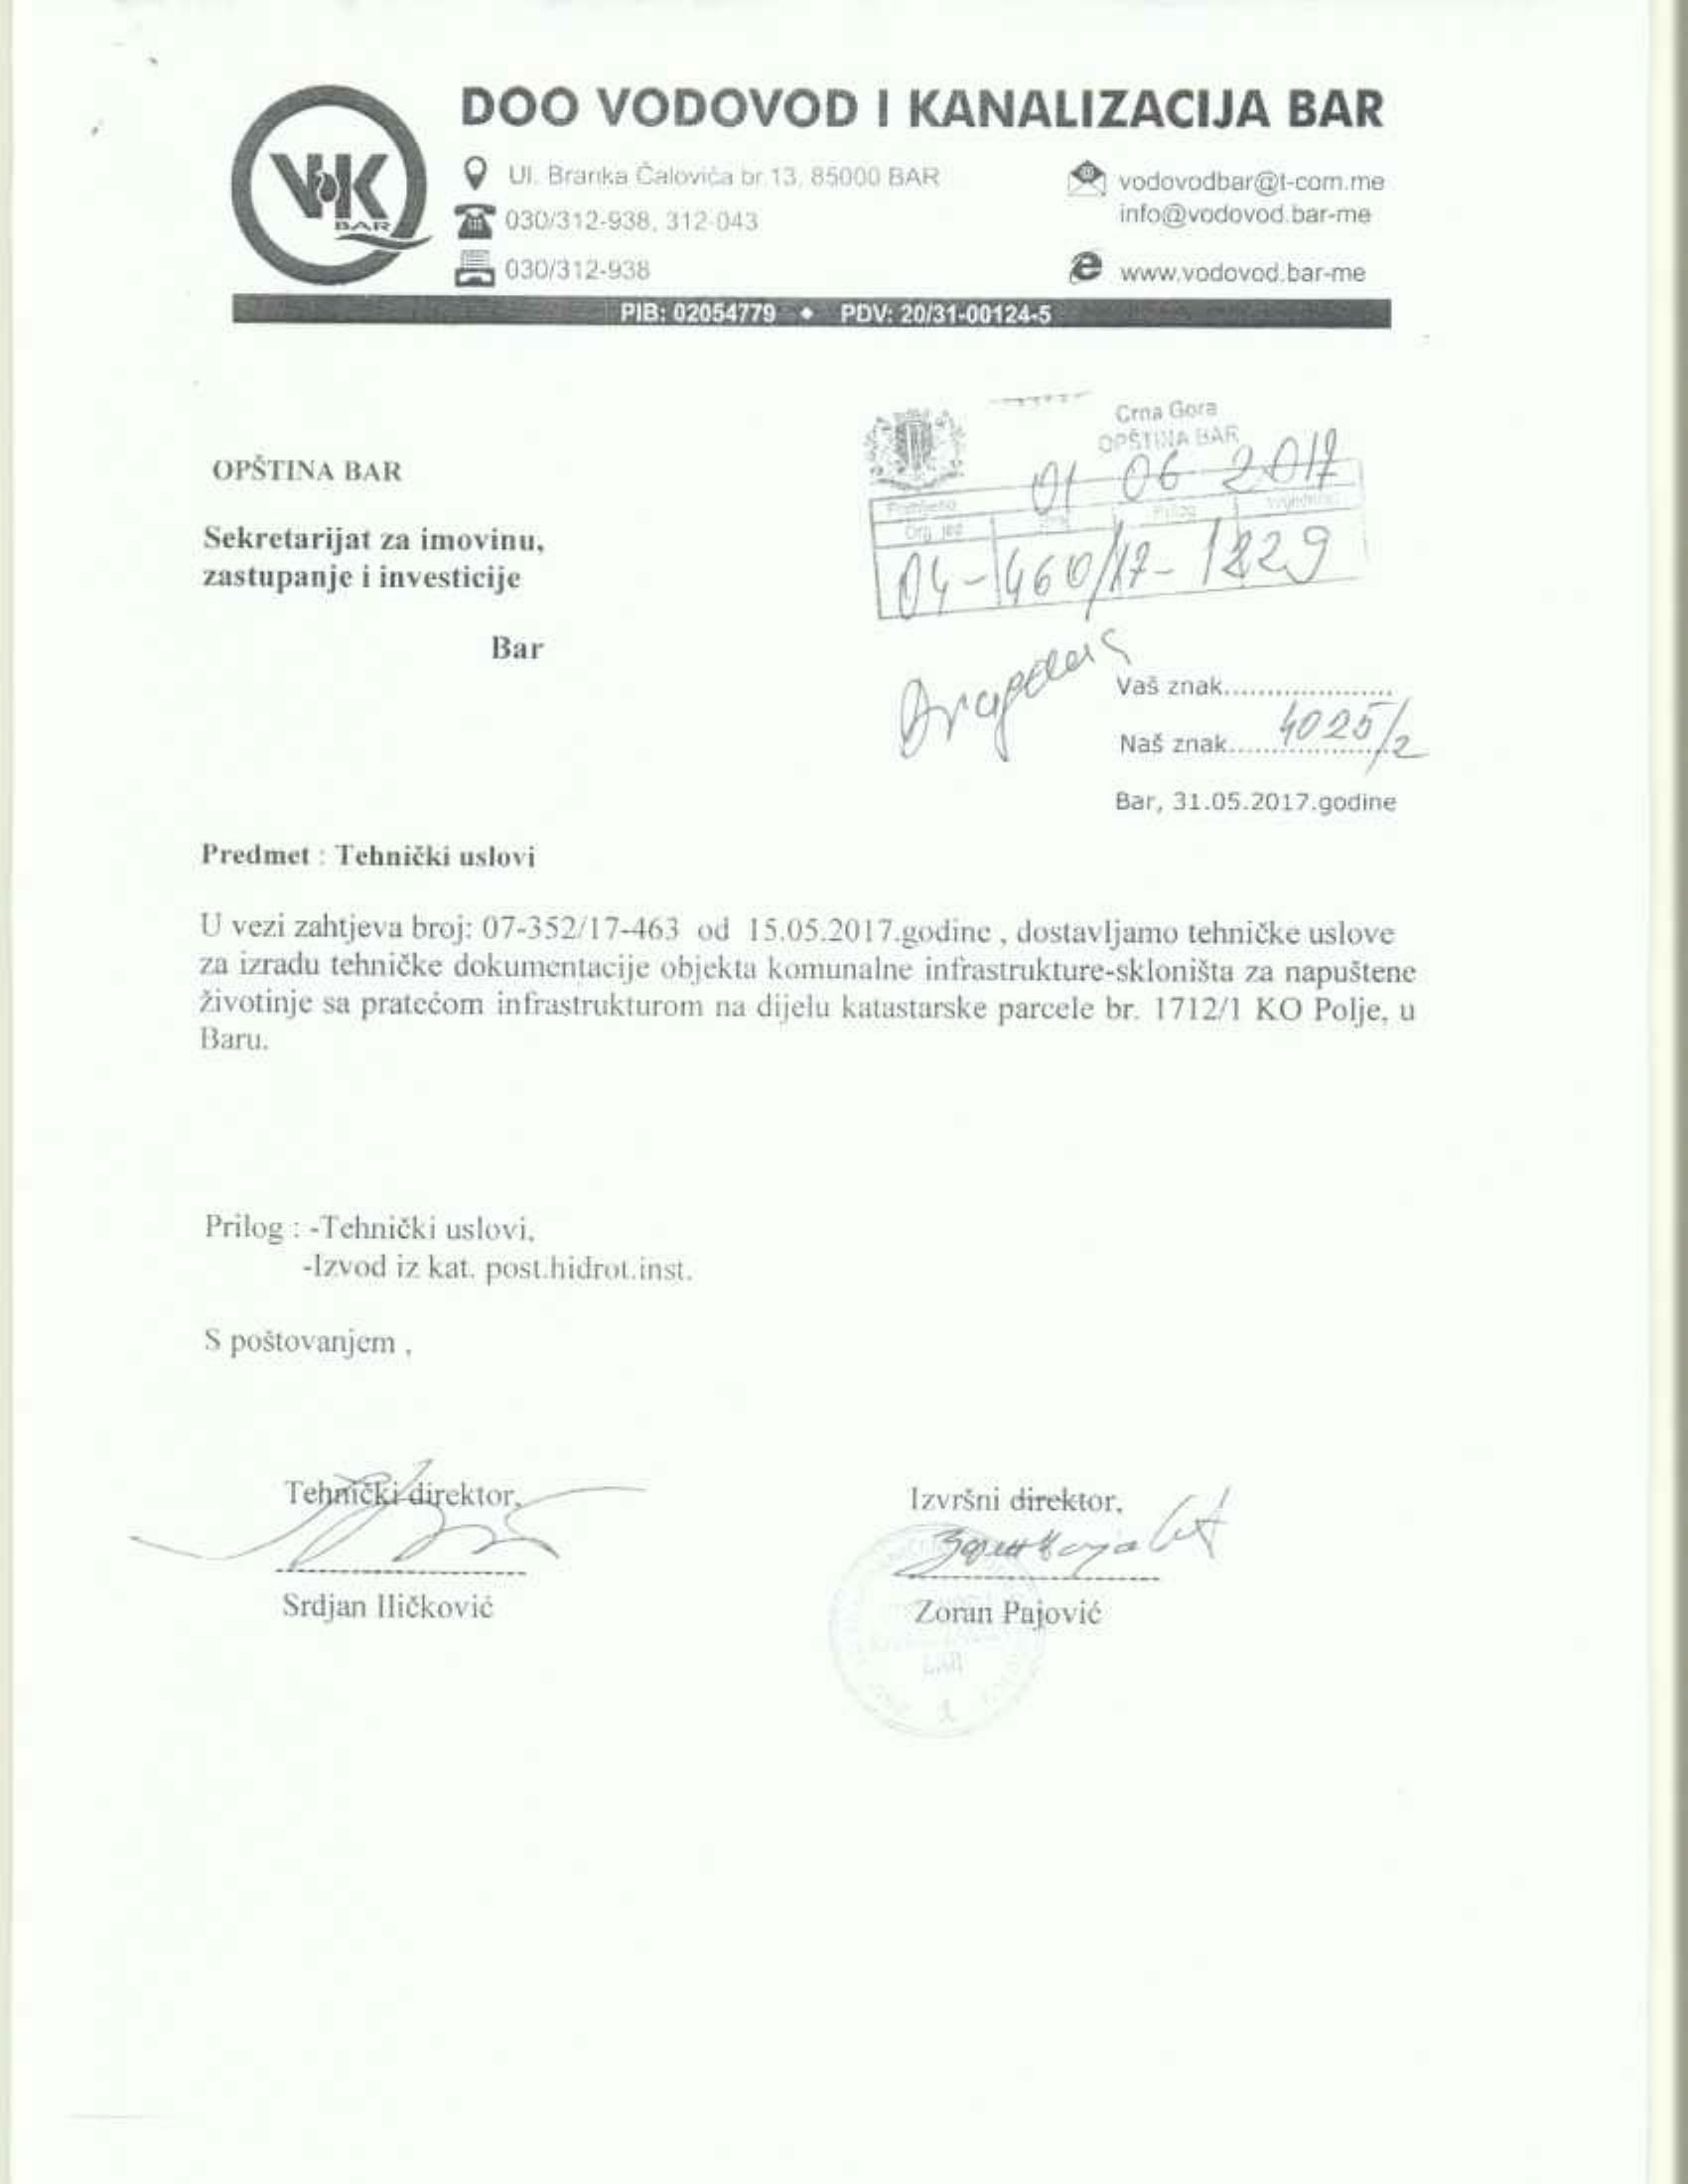 DOO VODOVOD I KANALIZACIJA BAR
ViK
BAR
Ul. Branka Čalovića br.13, 85000 BAR
030/312-938, 312-043
030/312-938
vodovodbar@t-com.me
info@vodovod.bar-me
www.vodovod.bar-me
PIB: 02054779 ◆ PDV: 20/31-00124-5
Crna Gora
OPŠTINA BAR
01 06 2017
Org. jed. Prilog
04-460/17-1229
OPŠTINA BAR
Sekretarijat za imovinu,
zastupanje i investicije
Bar
Vaš znak....................
Naš znak....................4025/2
Bar, 31.05.2017.godine
Predmet : Tehnički uslovi
U vezi zahtjeva broj: 07-352/17-463 od 15.05.2017.godine , dostavljamo tehničke uslove
za izradu tehničke dokumentacije objekta komunalne infrastrukture-skloništa za napuštene
životinje sa pratećom infrastrukturom na dijelu katastarske parcele br. 1712/1 KO Polje, u
Baru.
Prilog : -Tehnički uslovi,
-Izvod iz kat. post.hidrot.inst.
S poštovanjem ,
Tehnički direktor,
Srdjan Iličković
Izvršni direktor,
Zoran Pajović